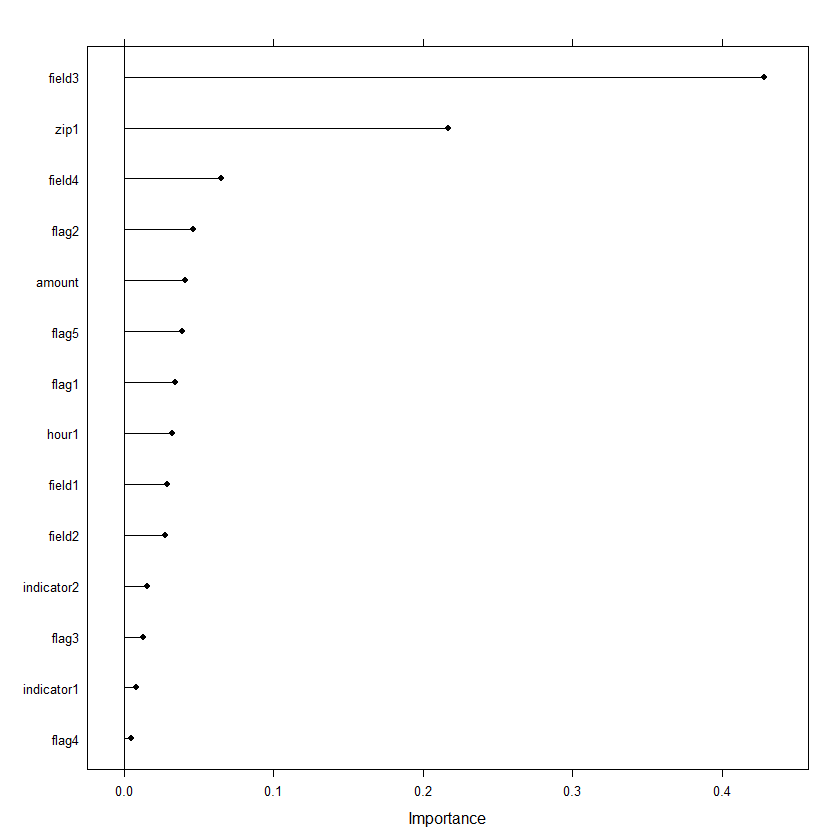 field3
zip1
field4
flag2
amount
flag5
flag1
hour1
field1
field2
indicator2
flag3
indicator1
flag4
0.0 0.1 0.2 0.3 0.4
Importance